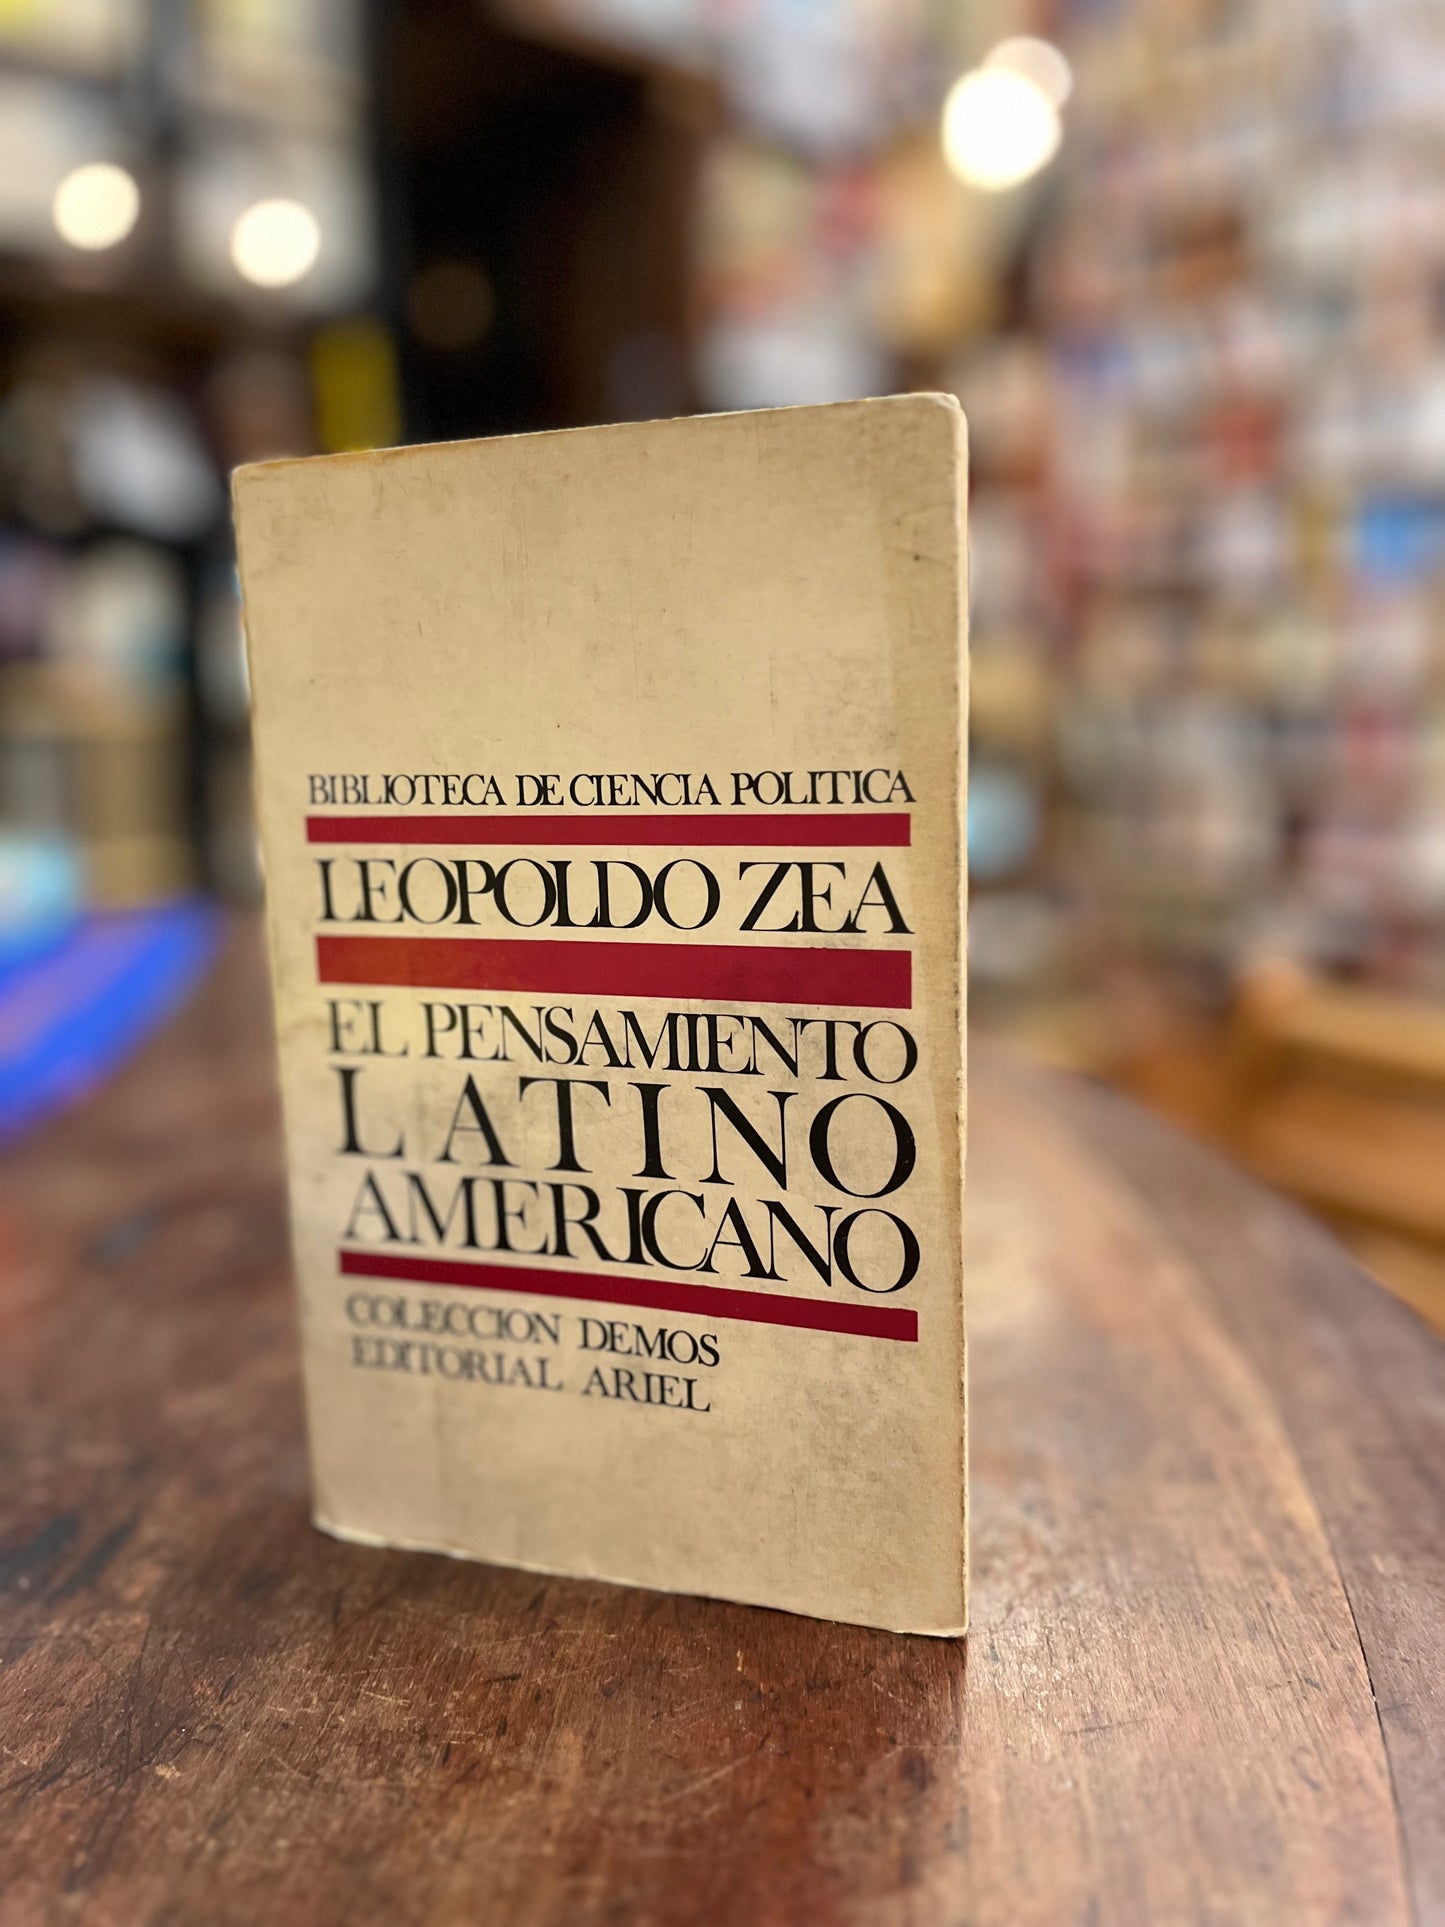 BIBLIOTECA DE CIENCIA POLITICA
LEOPOLDO ZEA
EL PENSAMIENTO
LATINO
AMERICANO
COLECCION DEMOS
EDITORIAL ARIEL